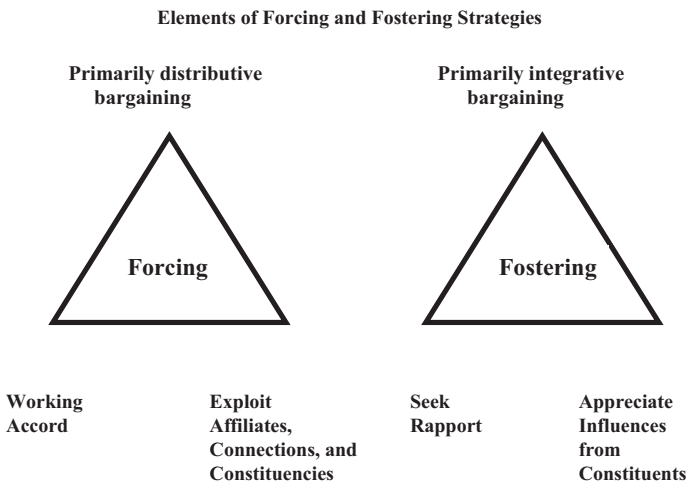 Elements of Forcing and Fostering Strategies
Primarily distributive
bargaining
Primarily integrative
bargaining
Forcing
Fostering
Working
Accord
Exploit
Affiliates,
Connections, and
Constituencies
Seek
Rapport
Appreciate
Influences
from
Constituents